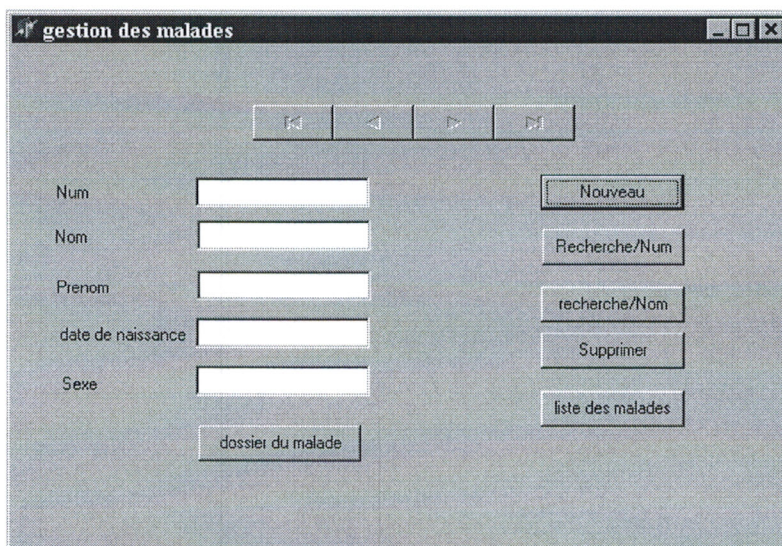 gestion des malades
Num
Nouveau
Nom
Recherche/Num
Prenom
recherche/Nom
date de naissance
Supprimer
Sexe
liste des malades
dossier du malade